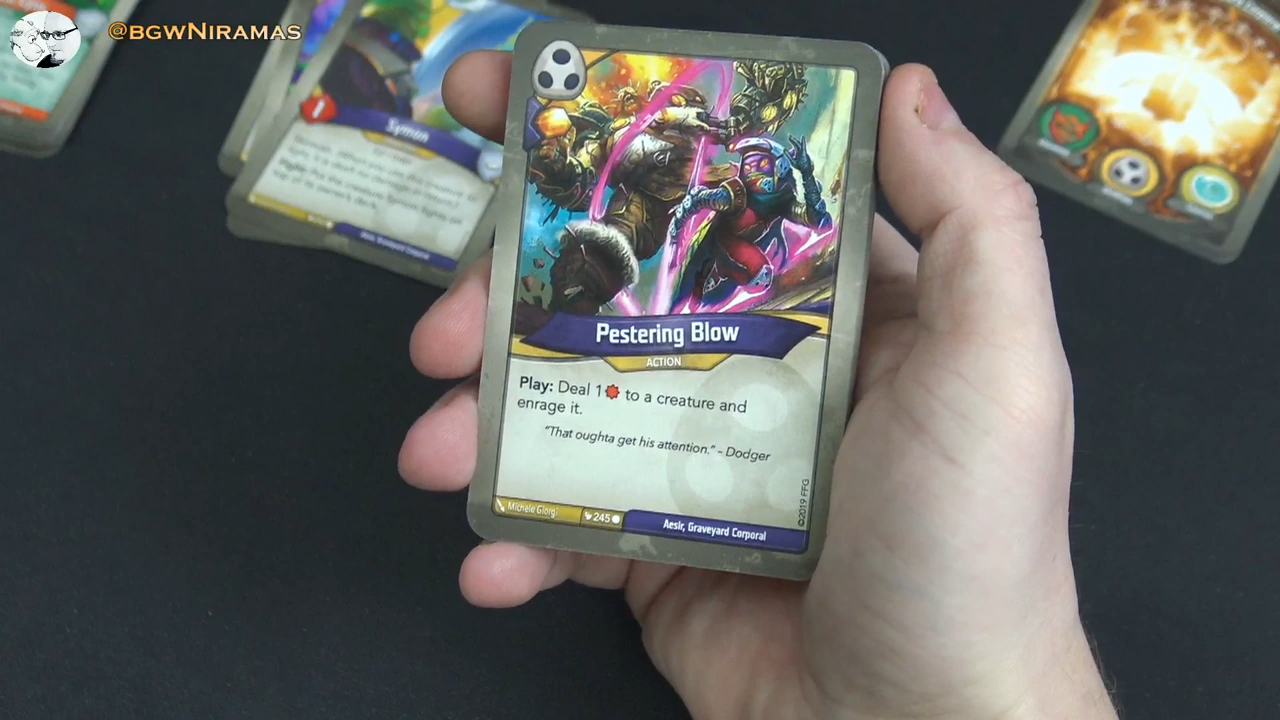 @BGWNIRAMAS
1
Symon
Pestering Blow
ACTION
Play: Deal 1 to a creature and
enrage it.
"That oughta get his attention." - Dodger
©2019 FFG
Michele Giorgi
245
Aesir, Graveyard Corporal